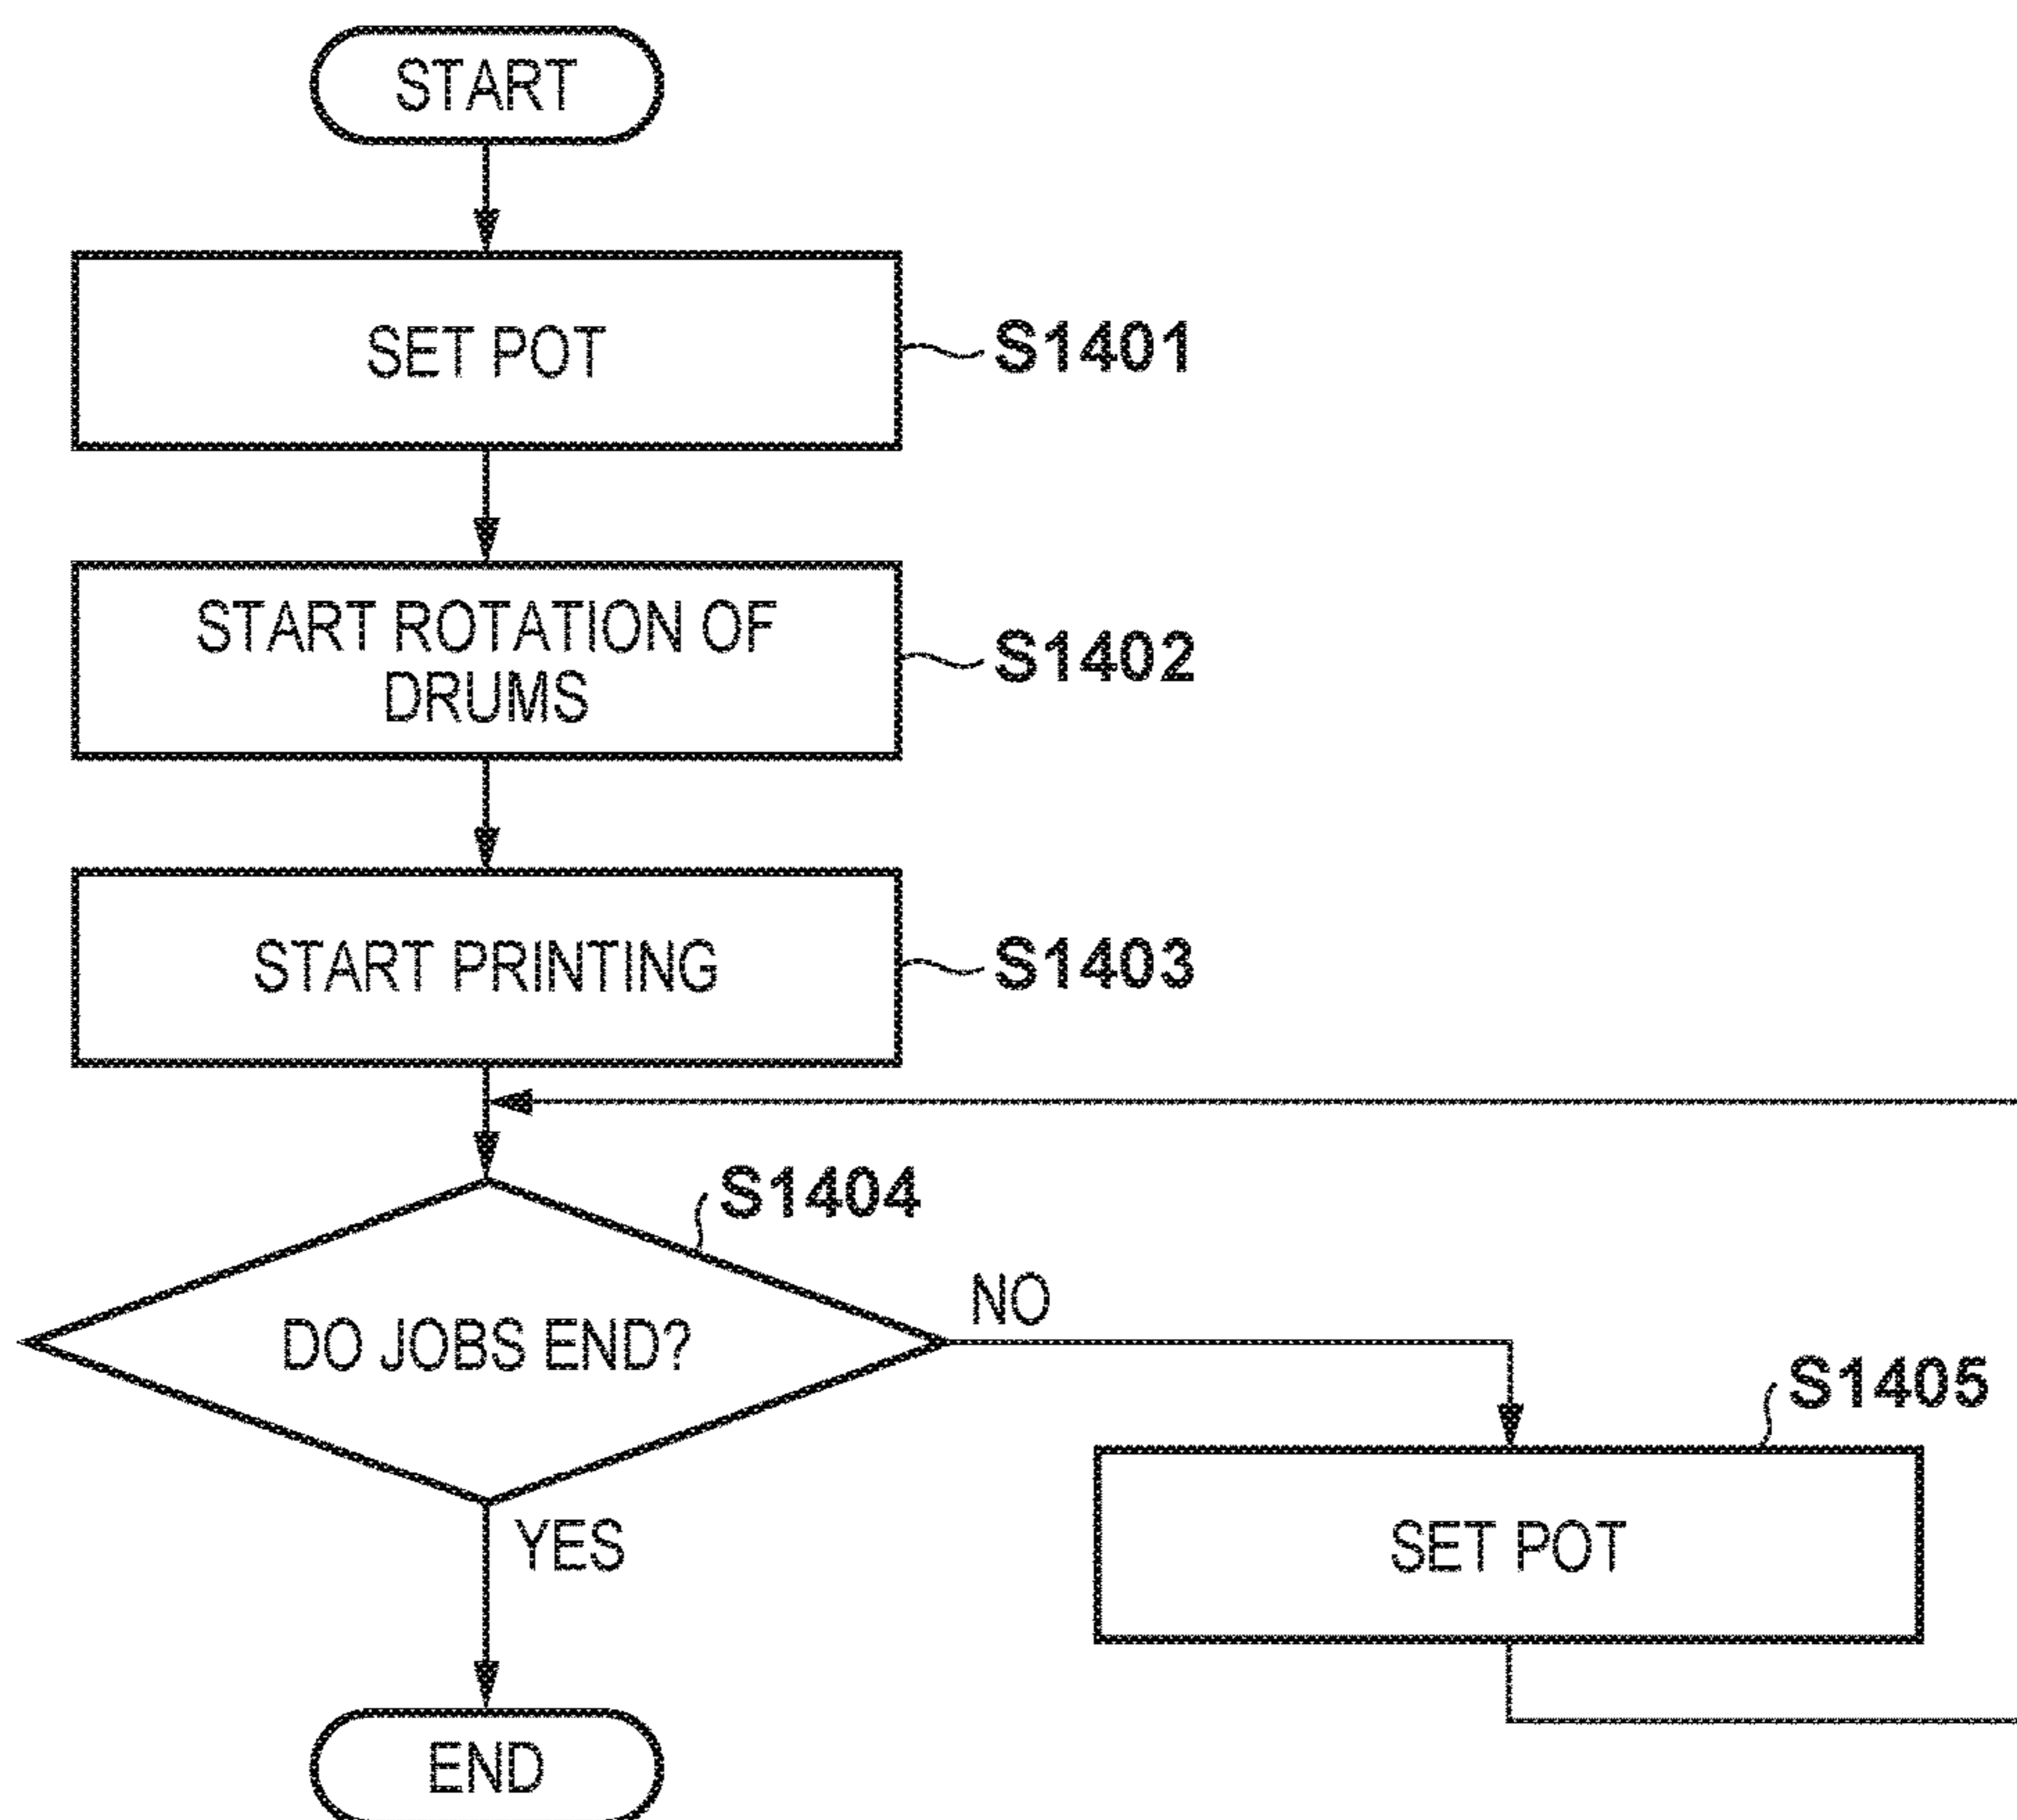 START
SET POT
S1401
START ROTATION OF
DRUMS
S1402
START PRINTING
S1403
S1404
DO JOBS END?
NO
YES
S1405
SET POT
END